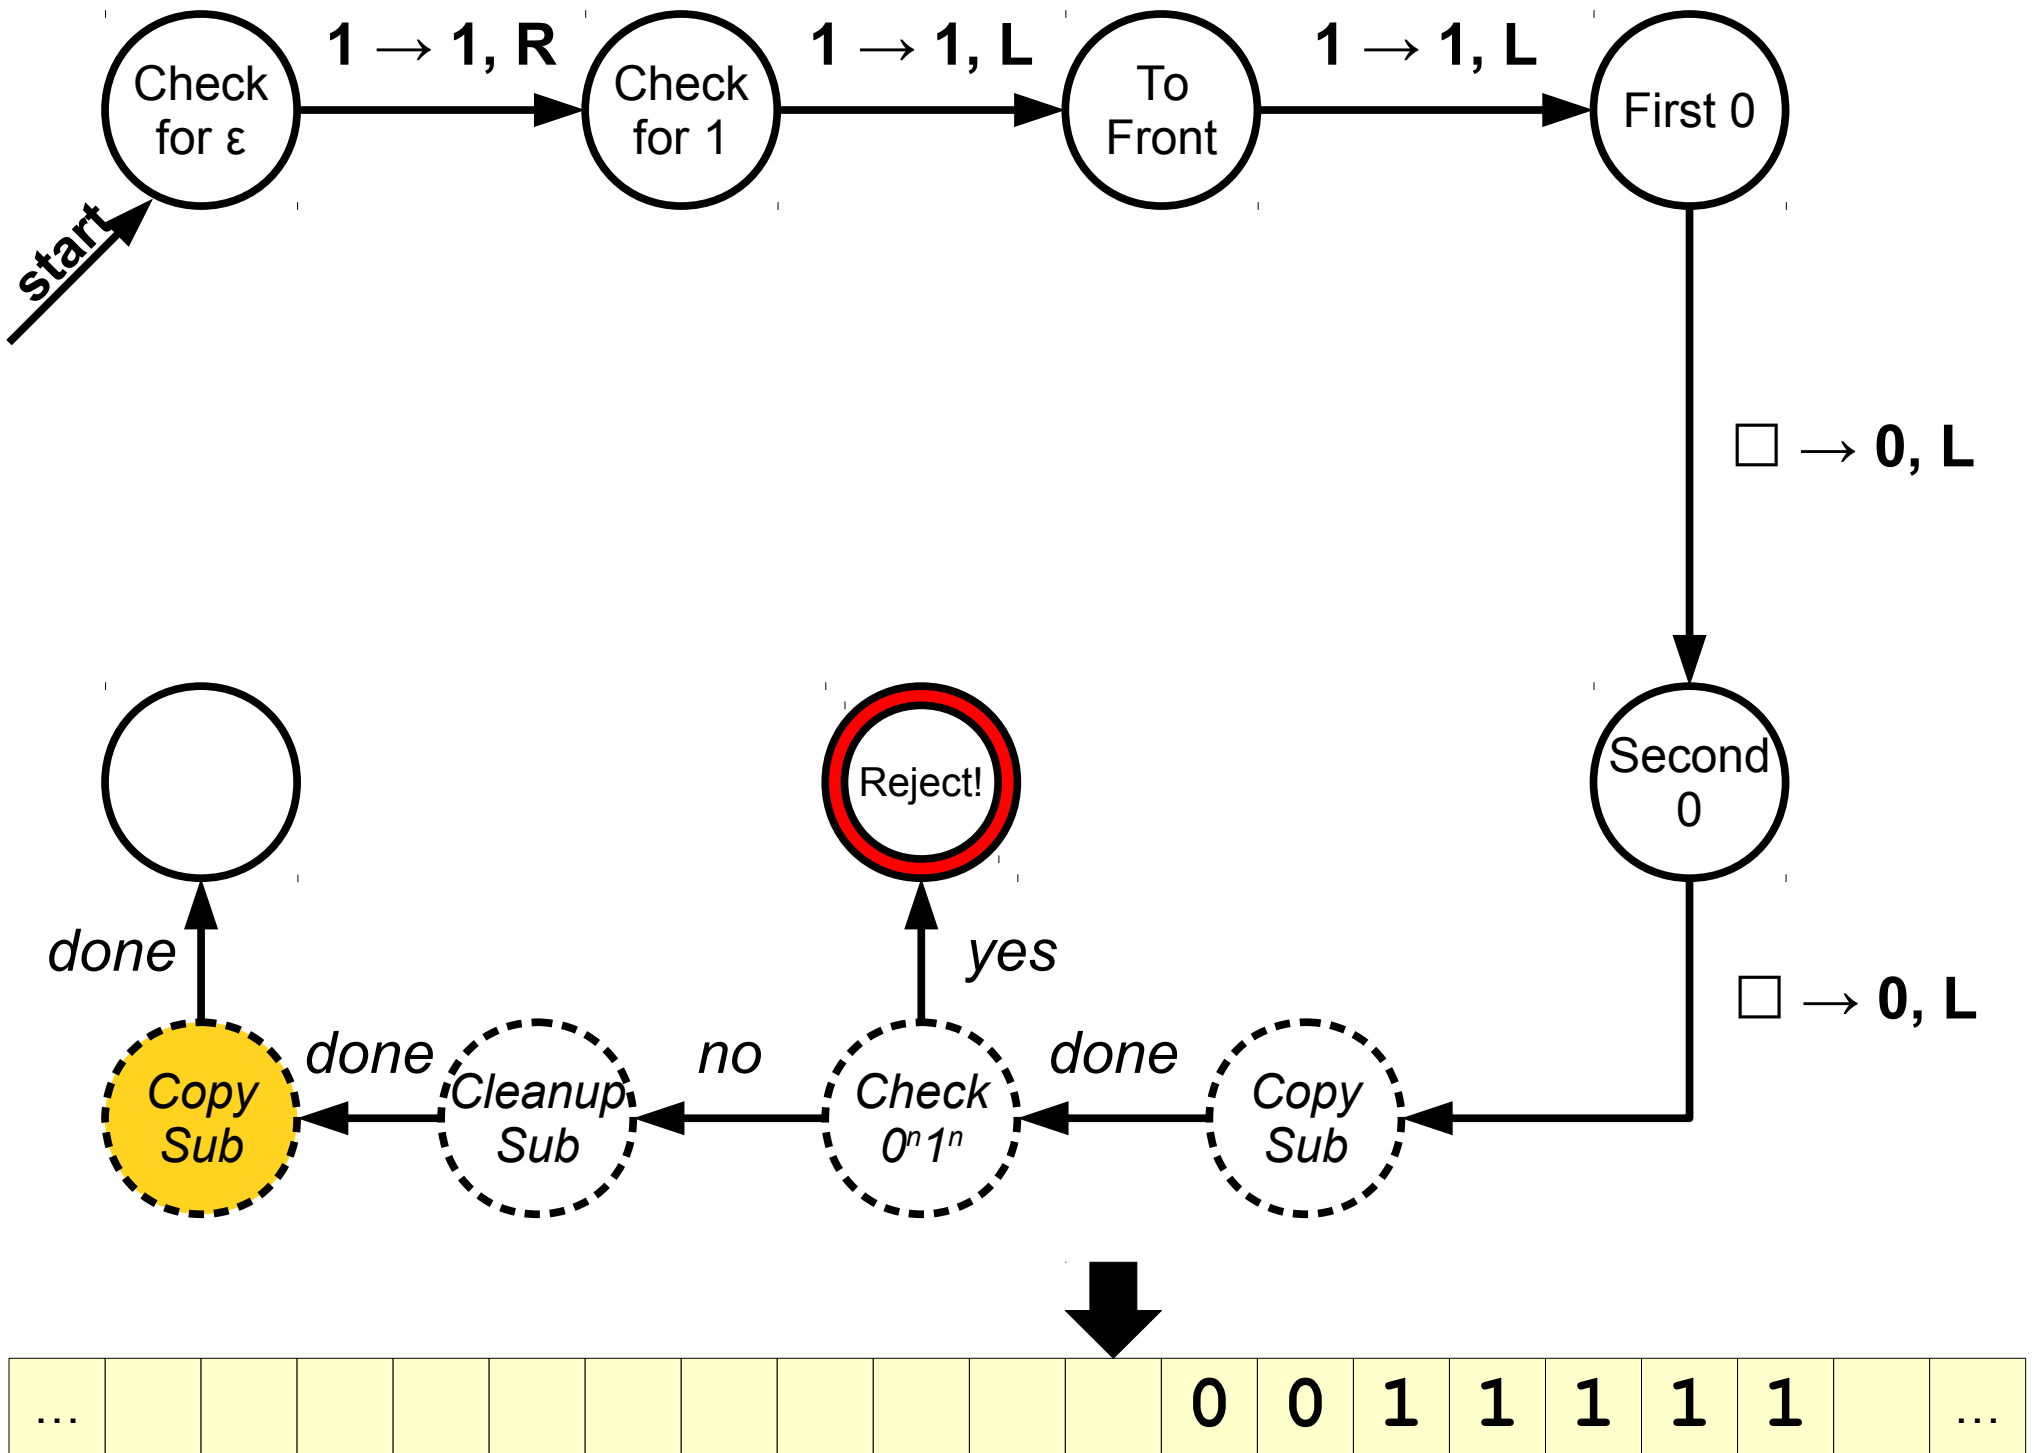 1 → 1, R
1 → 1, L
1 → 1, L
Check
for ε
Check
for 1
To
Front
First 0
start
□ → 0, L
Reject!
Second
0
done
yes
□ → 0, L
done
no
done
Copy
Sub
Cleanup
Sub
Check
0ⁿ1ⁿ
Copy
Sub
... 0 0 1 1 1 1 1 ...